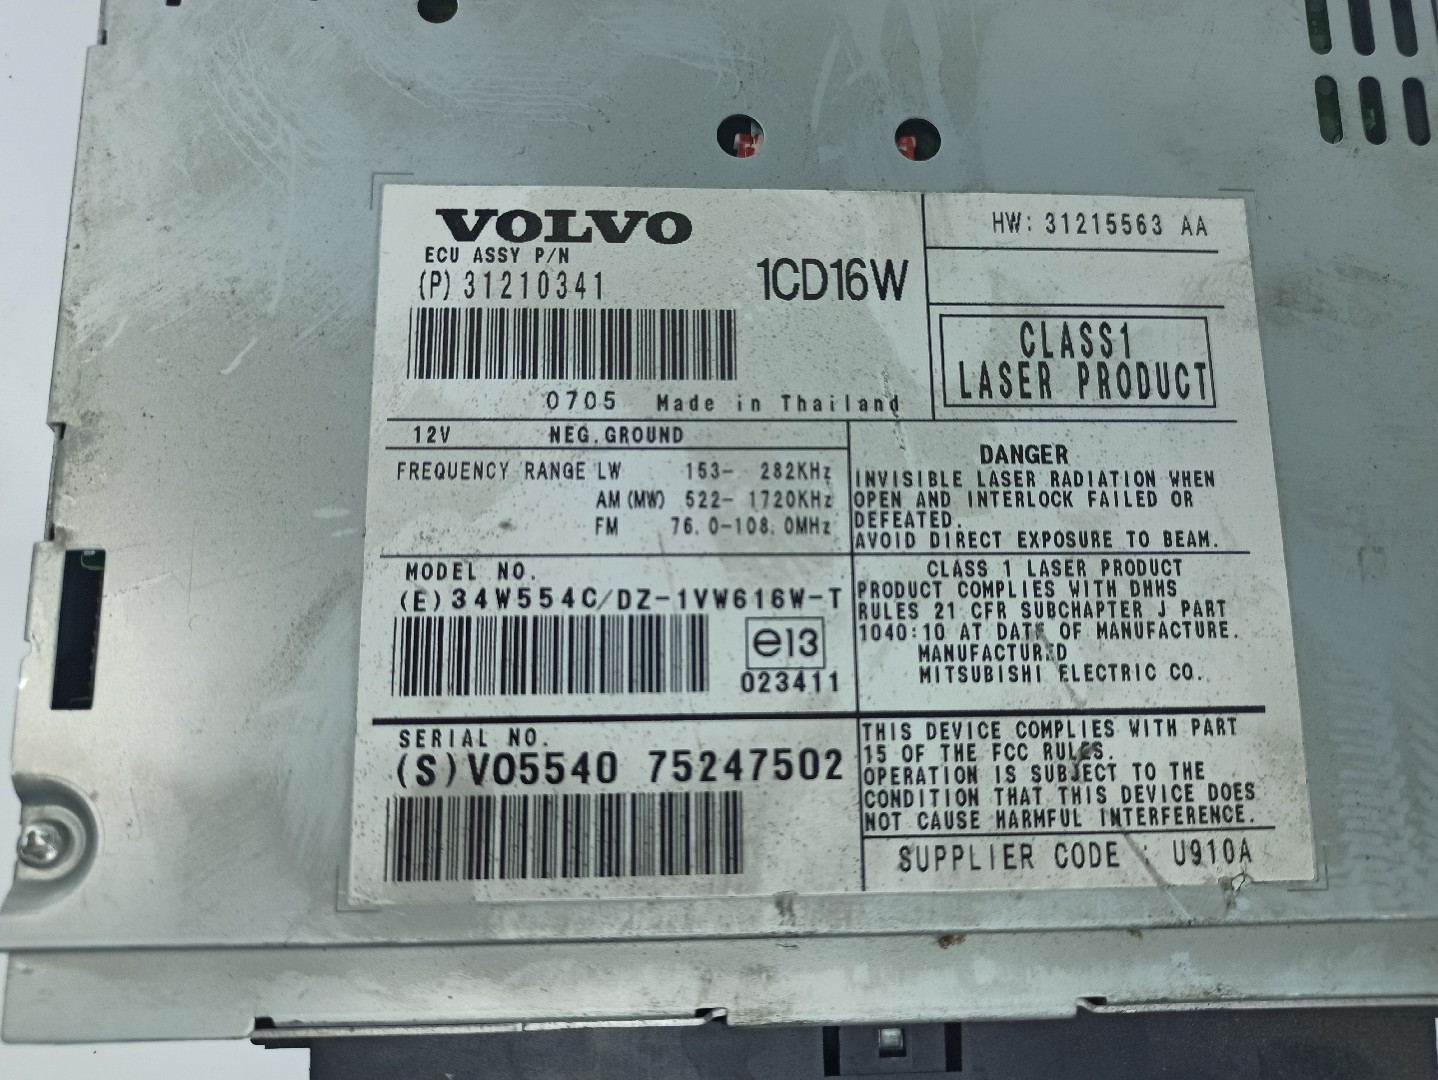 VOLVO
ECU ASSY P/N
(P) 31210341
1CD16W
HW: 31215563 AA
CLASS1
LASER PRODUCT
0705 Made in Thailand
12V NEG.GROUND
FREQUENCY RANGE LW 153- 282KHz
AM (MW) 522- 1720KHz
FM 76.0-108.0MHz
DANGER
INVISIBLE LASER RADIATION WHEN
OPEN AND INTERLOCK FAILED OR
DEFEATED.
AVOID DIRECT EXPOSURE TO BEAM.
MODEL NO.
(E) 34W554C/DZ-1VW616W-T
e13
023411
CLASS 1 LASER PRODUCT
PRODUCT COMPLIES WITH DHHS
RULES 21 CFR SUBCHAPTER J PART
1040:10 AT DATE OF MANUFACTURE.
MANUFACTURED
MITSUBISHI ELECTRIC CO.
SERIAL NO.
(S) VO5540 75247502
THIS DEVICE COMPLIES WITH PART
15 OF THE FCC RULES.
OPERATION IS SUBJECT TO THE
CONDITION THAT THIS DEVICE DOES
NOT CAUSE HARMFUL INTERFERENCE.
SUPPLIER CODE : U910A